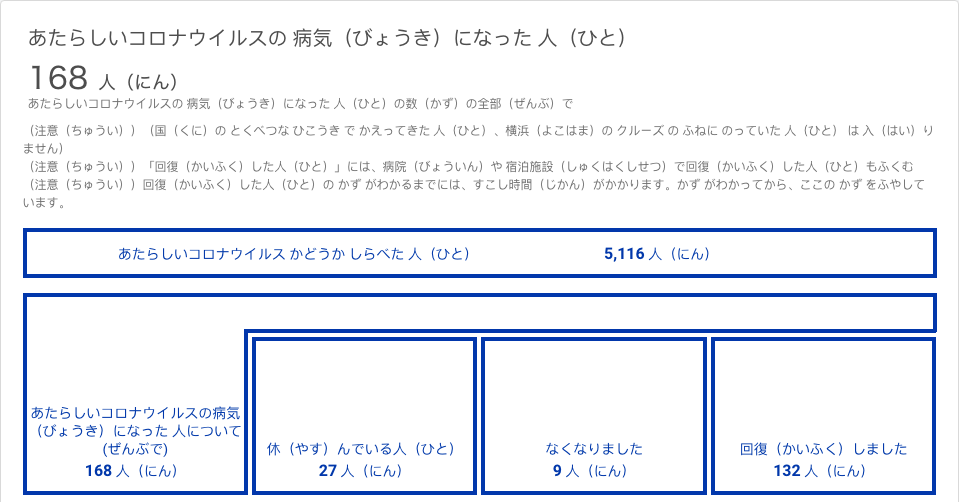 あたらしいコロナウイルスの 病気（びょうき）になった 人（ひと）
168 人（にん）
あたらしいコロナウイルスの 病気（びょうき）になった 人（ひと）の数（かず）の全部（ぜんぶ）で
（注意（ちゅうい））（国（くに）の とくべつな ひこうき で かえってきた 人（ひと）、横浜（よこはま）の クルーズ の ふねに のっていた 人（ひと） は 入（はい）り
ません）
（注意（ちゅうい））「回復（かいふく）した人（ひと）」には、病院（びょういん）や 宿泊施設（しゅくはくしせつ）で回復（かいふく）した人（ひと）もふくむ
（注意（ちゅうい））回復（かいふく）した人（ひと）の かず がわかるまでには、すこし時間（じかん）がかかります。かず がわかってから、ここの かず をふやして
います。
あたらしいコロナウイルス かどうか しらべた 人（ひと） 5,116 人（にん）
あたらしいコロナウイルスの病気
（びょうき）になった 人について
(ぜんぶで)
168 人（にん）
休（やす）んでいる人（ひと）
27 人（にん）
なくなりました
9 人（にん）
回復（かいふく）しました
132 人（にん）